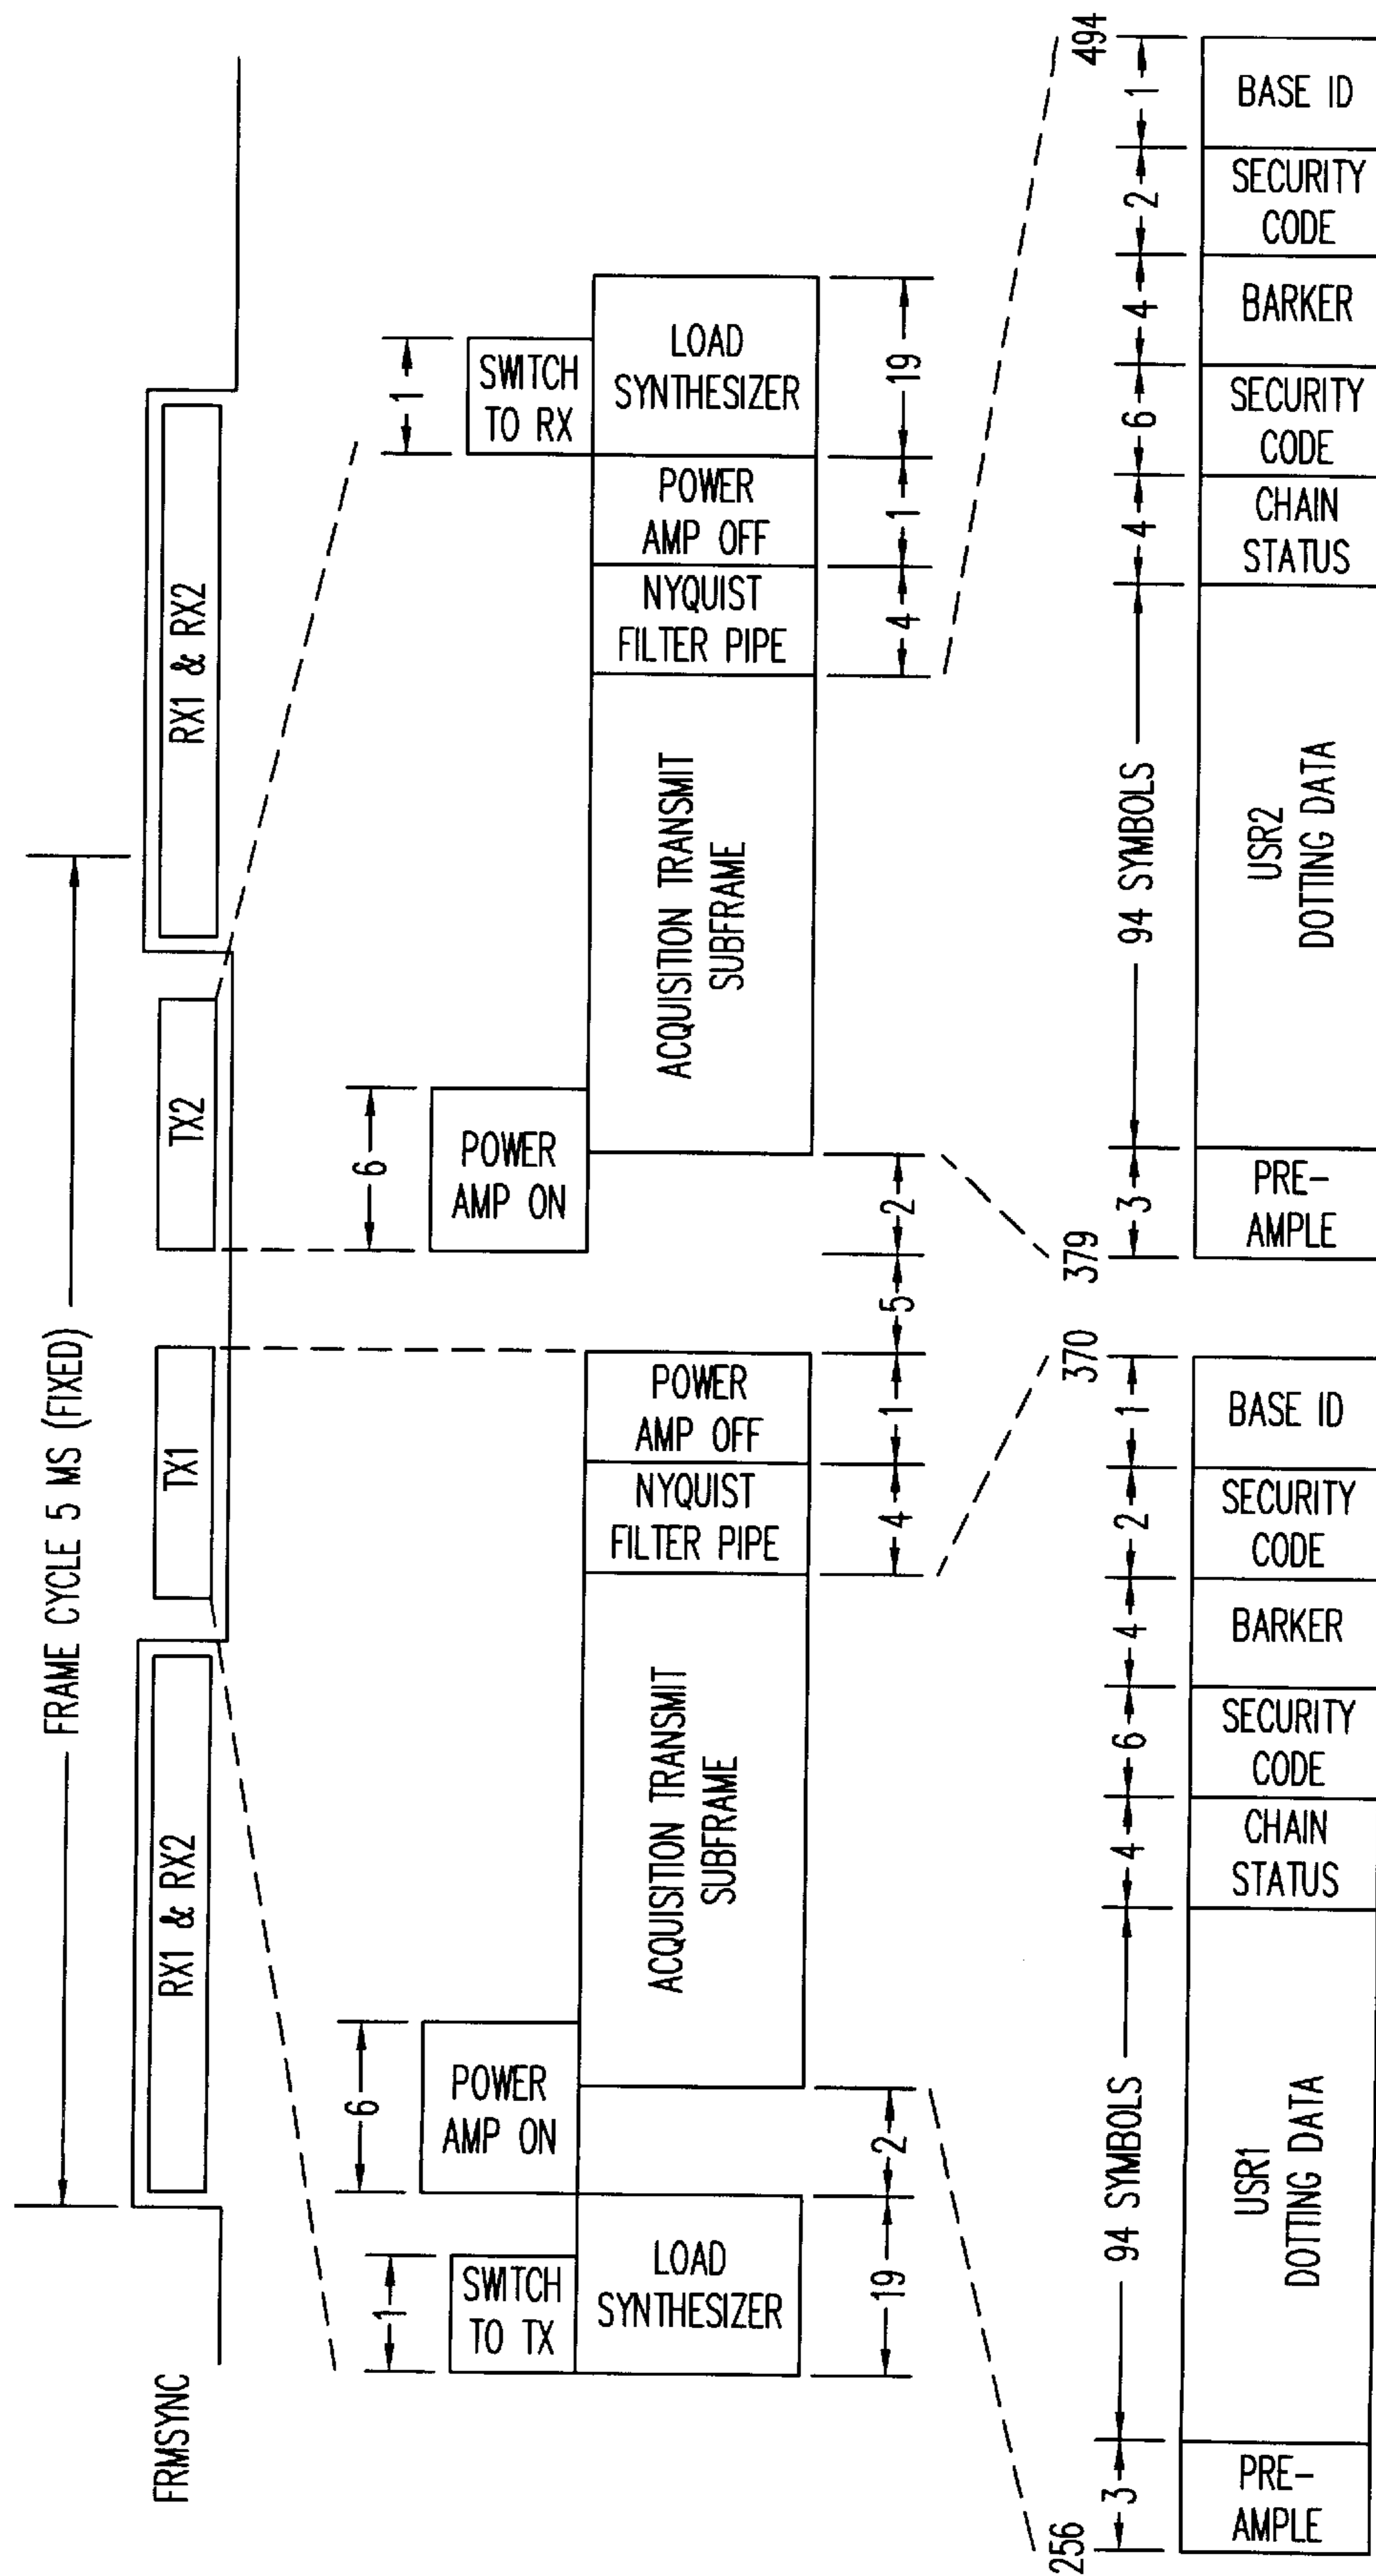 FRAME CYCLE 5 MS (FIXED)
FRMSYNC
RX1 & RX2
TX1
TX2
RX1 & RX2
1
6
6
1
SWITCH
TO TX
POWER
AMP ON
POWER
AMP ON
SWITCH
TO RX
LOAD
SYNTHESIZER
ACQUISITION TRANSMIT
SUBFRAME
NYQUIST
FILTER PIPE
POWER
AMP OFF
ACQUISITION TRANSMIT
SUBFRAME
NYQUIST
FILTER PIPE
POWER
AMP OFF
LOAD
SYNTHESIZER
19
2
4
1
5
2
4
1
19
256
370
379
494
3
94 SYMBOLS
4
6
4
2
1
3
94 SYMBOLS
4
6
4
2
1
PRE-
AMPLE
USR1
DOTTING DATA
CHAIN
STATUS
SECURITY
CODE
BARKER
SECURITY
CODE
BASE ID
PRE-
AMPLE
USR2
DOTTING DATA
CHAIN
STATUS
SECURITY
CODE
BARKER
SECURITY
CODE
BASE ID